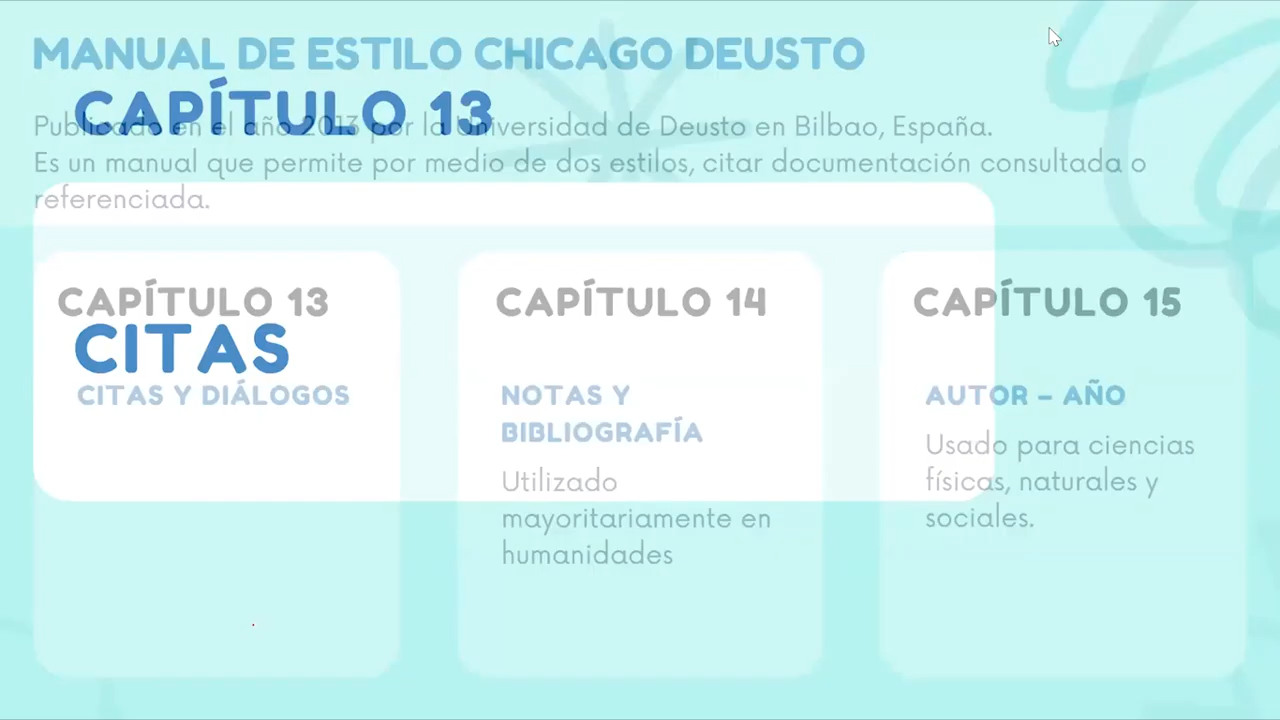 MANUAL DE ESTILO CHICAGO DEUSTO
CAPÍTULO 13
Publicado en el año 2013 por la Universidad de Deusto en Bilbao, España.
Es un manual que permite por medio de dos estilos, citar documentación consultada o
referenciada.
CAPÍTULO 13
CITAS
CITAS Y DIÁLOGOS
CAPÍTULO 14
NOTAS Y
BIBLIOGRAFÍA
Utilizado
mayoritariamente en
humanidades
CAPÍTULO 15
AUTOR – AÑO
Usado para ciencias
físicas, naturales y
sociales.